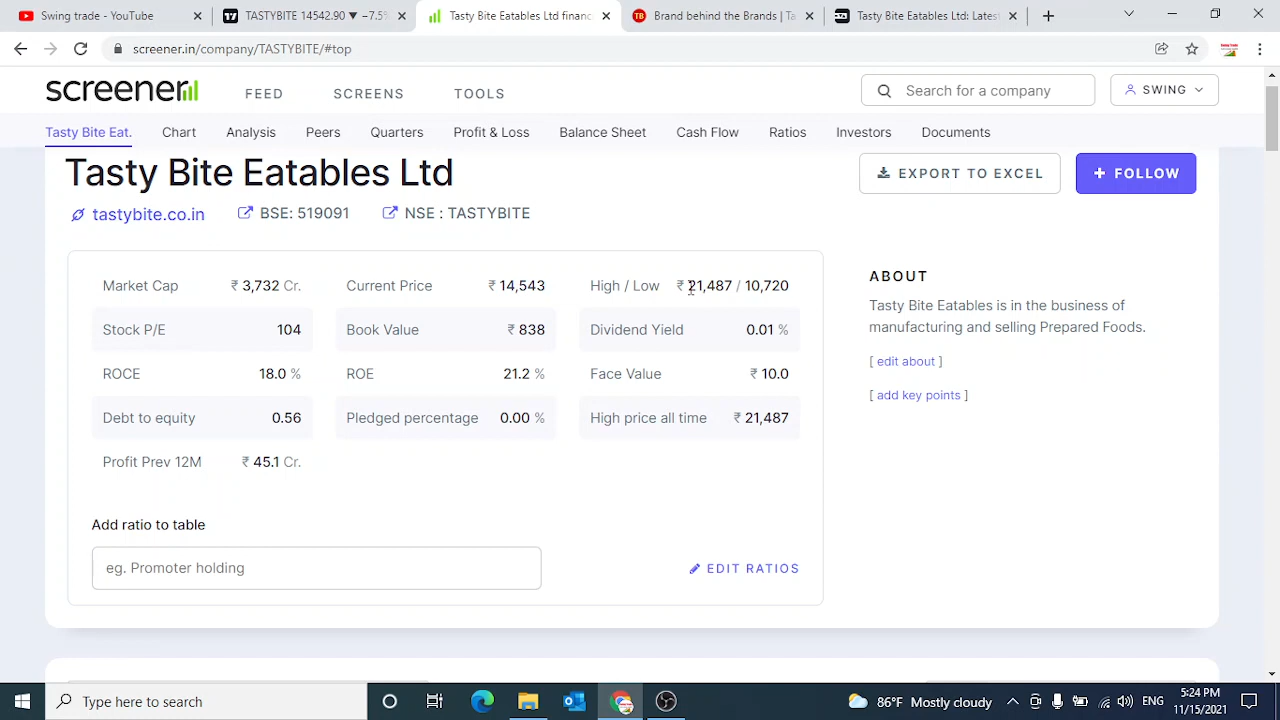 Swing trade - YouTube
TASTYBITE 14542.90 ▼ −7.5%
Tasty Bite Eatables Ltd financ
Brand behind the Brands | Ta
Tasty Bite Eatables Ltd: Latest
screener.in/company/TASTYBITE/#top
screener
FEED
SCREENS
TOOLS
Search for a company
SWING
Tasty Bite Eat.
Chart
Analysis
Peers
Quarters
Profit & Loss
Balance Sheet
Cash Flow
Ratios
Investors
Documents
Tasty Bite Eatables Ltd
EXPORT TO EXCEL
+ FOLLOW
tastybite.co.in
BSE: 519091
NSE : TASTYBITE
Market Cap ₹ 3,732 Cr.
Current Price ₹ 14,543
High / Low ₹ 21,487 / 10,720
Stock P/E 104
Book Value ₹ 838
Dividend Yield 0.01 %
ROCE 18.0 %
ROE 21.2 %
Face Value ₹ 10.0
Debt to equity 0.56
Pledged percentage 0.00 %
High price all time ₹ 21,487
Profit Prev 12M ₹ 45.1 Cr.
Add ratio to table
eg. Promoter holding
EDIT RATIOS
ABOUT
Tasty Bite Eatables is in the business of
manufacturing and selling Prepared Foods.
[ edit about ]
[ add key points ]
Type here to search
86°F Mostly cloudy
ENG
5:24 PM
11/15/2021